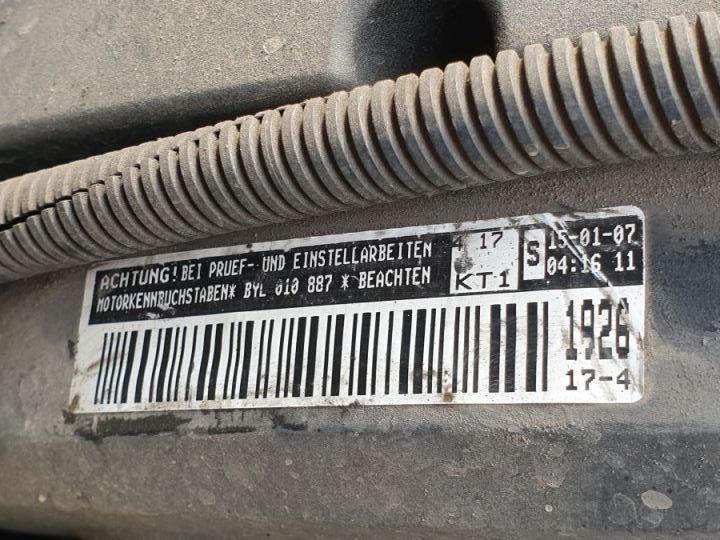 ACHTUNG! BEI PRUEF- UND EINSTELLARBEITEN
MOTORKENNBUCHSTABEN* BYL 010 887 * BEACHTEN
4 17
KT1
S
15-01-07
04:16 11
1926
17-4